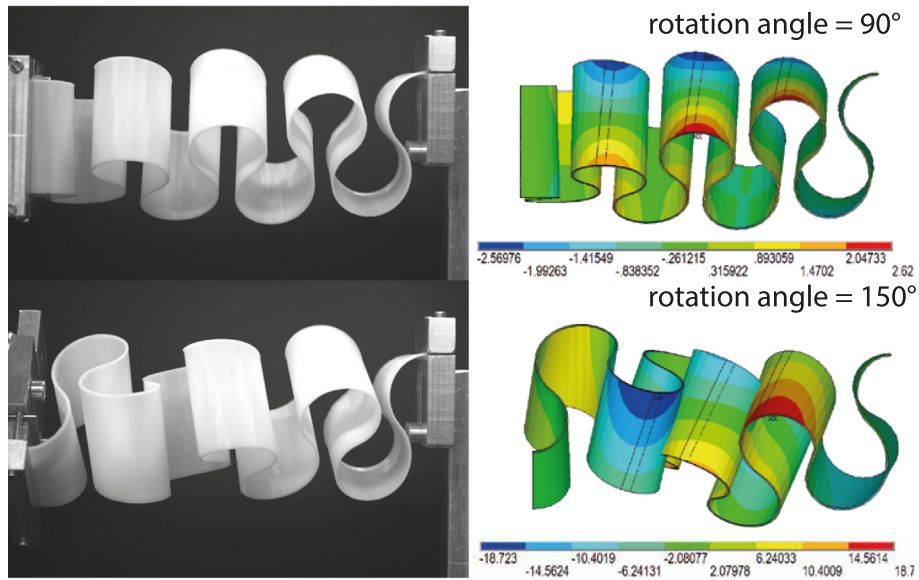 rotation angle = 90°
-2.56976 -1.41549 -.261215 .893059 2.04733
-1.99263 -.838352 .315922 1.4702 2.62
rotation angle = 150°
-18.723 -10.4019 -2.08077 6.24033 14.5614
-14.5624 -6.24131 2.07978 10.4009 18.7